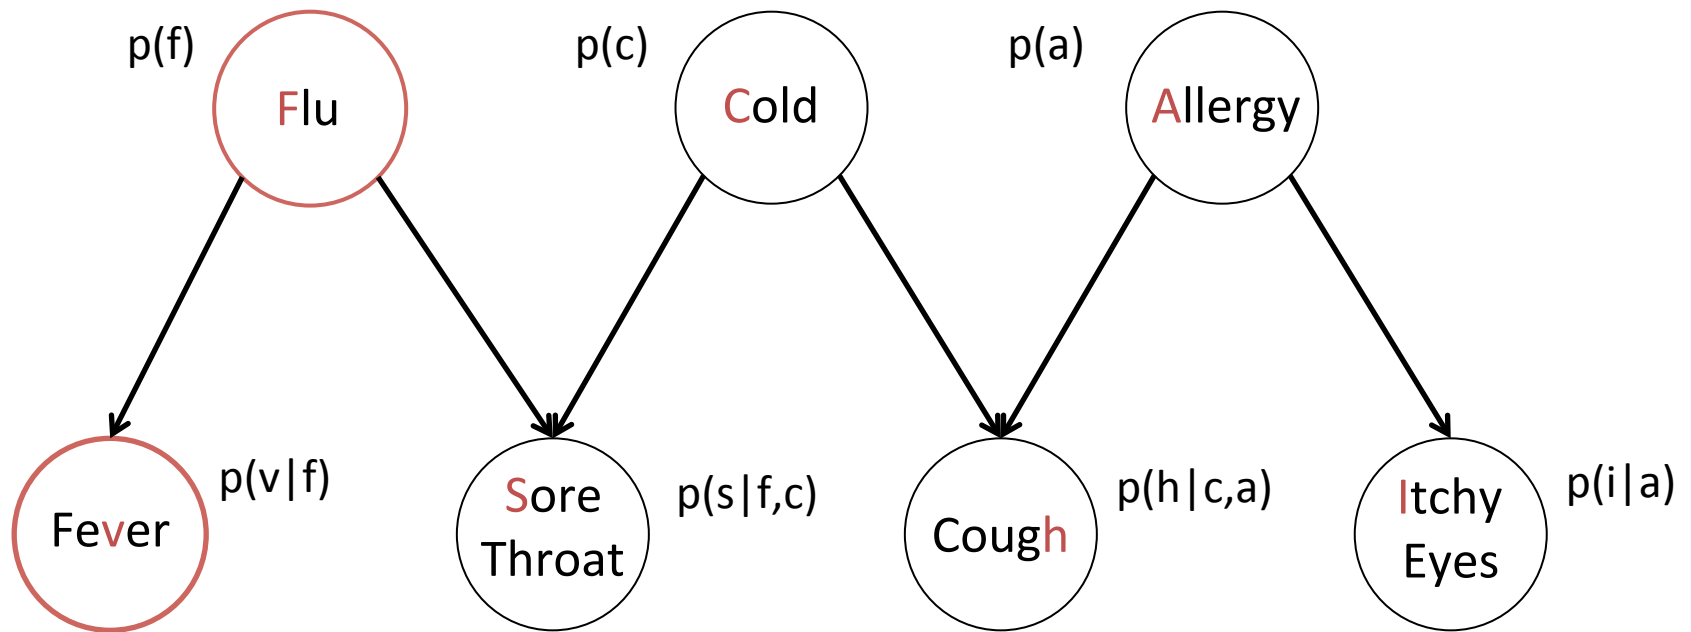 p(f)
Flu
p(c)
Cold
p(a)
Allergy
Fever
p(v|f)
Sore
Throat
p(s|f,c)
Cough
p(h|c,a)
Itchy
Eyes
p(i|a)